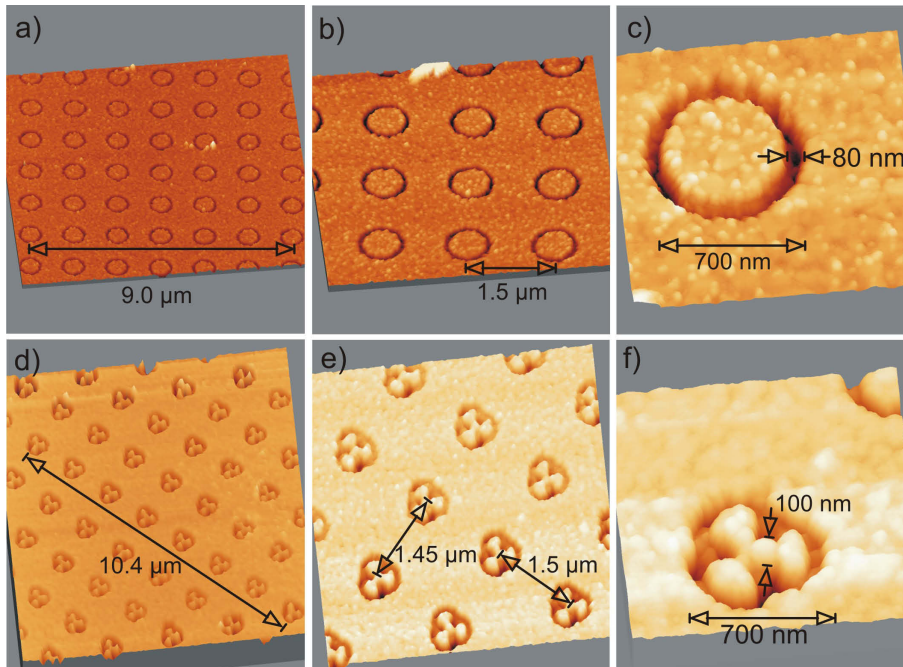 a)
9.0 µm
b)
1.5 µm
c)
80 nm
700 nm
d)
10.4 µm
e)
1.45 µm
1.5 µm
f)
100 nm
700 nm